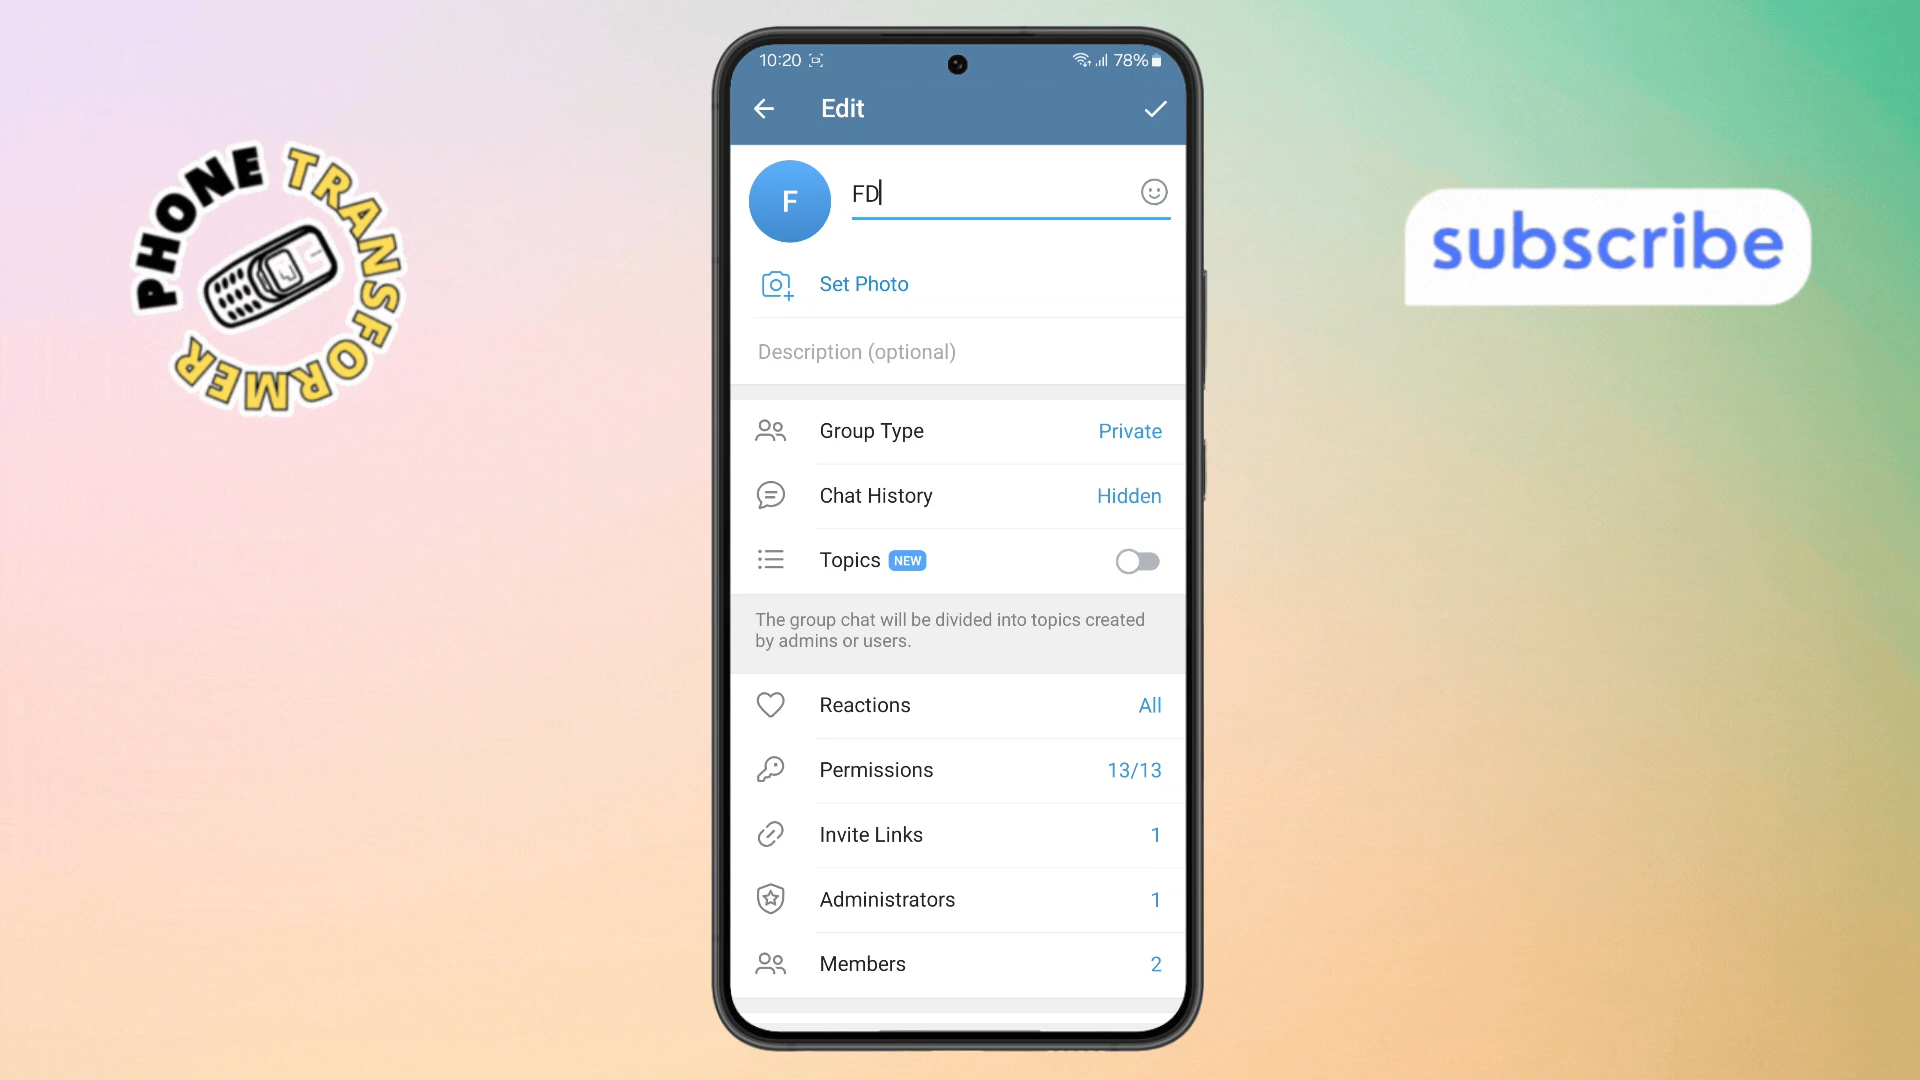 PHONE TRANSFORMER
10:20
78%
Edit
F
FD
Set Photo
Description (optional)
Group Type
Private
Chat History
Hidden
Topics NEW
The group chat will be divided into topics created
by admins or users.
Reactions
All
Permissions
13/13
Invite Links
1
Administrators
1
Members
2
subscribe